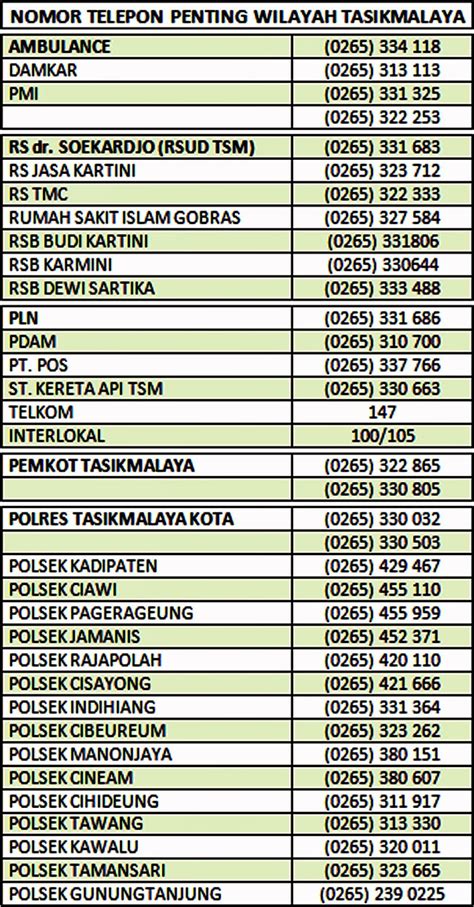 NOMOR TELEPON PENTING WILAYAH TASIKMALAYA
AMBULANCE (0265) 334 118
DAMKAR (0265) 313 113
PMI (0265) 331 325
(0265) 322 253
RS dr. SOEKARDJO (RSUD TSM) (0265) 331 683
RS JASA KARTINI (0265) 323 712
RS TMC (0265) 322 333
RUMAH SAKIT ISLAM GOBRAS (0265) 327 584
RSB BUDI KARTINI (0265) 331806
RSB KARMINI (0265) 330644
RSB DEWI SARTIKA (0265) 333 488
PLN (0265) 331 686
PDAM (0265) 310 700
PT. POS (0265) 337 766
ST. KERETA API TSM (0265) 330 663
TELKOM 147
INTERLOKAL 100/105
PEMKOT TASIKMALAYA (0265) 322 865
(0265) 330 805
POLRES TASIKMALAYA KOTA (0265) 330 032
(0265) 330 503
POLSEK KADIPATEN (0265) 429 467
POLSEK CIAWI (0265) 455 110
POLSEK PAGERAGEUNG (0265) 455 959
POLSEK JAMANIS (0265) 452 371
POLSEK RAJAPOLAH (0265) 420 110
POLSEK CISAYONG (0265) 421 666
POLSEK INDIHIANG (0265) 331 364
POLSEK CIBEUREUM (0265) 323 262
POLSEK MANONJAYA (0265) 380 151
POLSEK CINEAM (0265) 380 607
POLSEK CIHIDEUNG (0265) 311 917
POLSEK TAWANG (0265) 313 330
POLSEK KAWALU (0265) 320 011
POLSEK TAMANSARI (0265) 323 665
POLSEK GUNUNGTANJUNG (0265) 239 0225